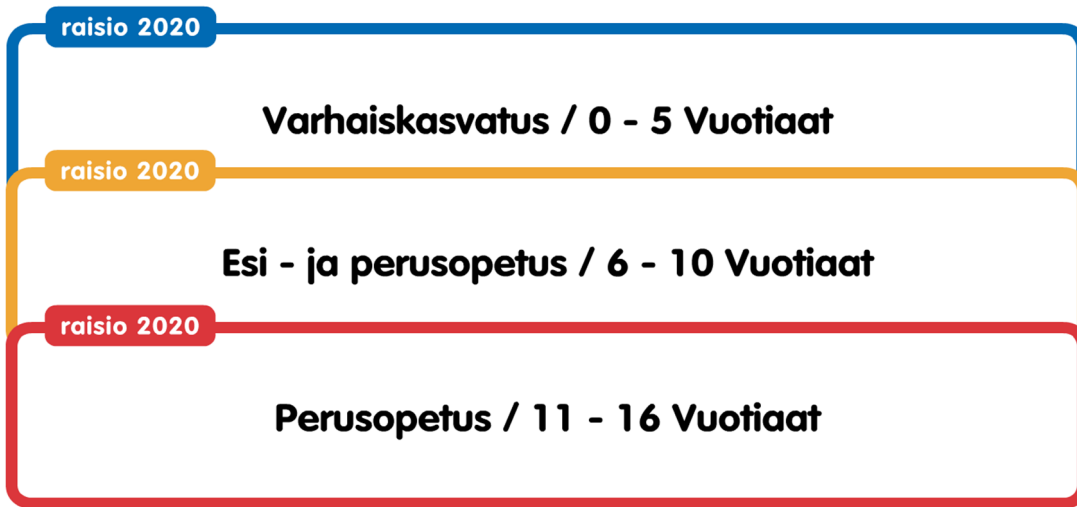 raisio 2020
Varhaiskasvatus / 0 - 5 Vuotiaat
raisio 2020
Esi - ja perusopetus / 6 - 10 Vuotiaat
raisio 2020
Perusopetus / 11 - 16 Vuotiaat